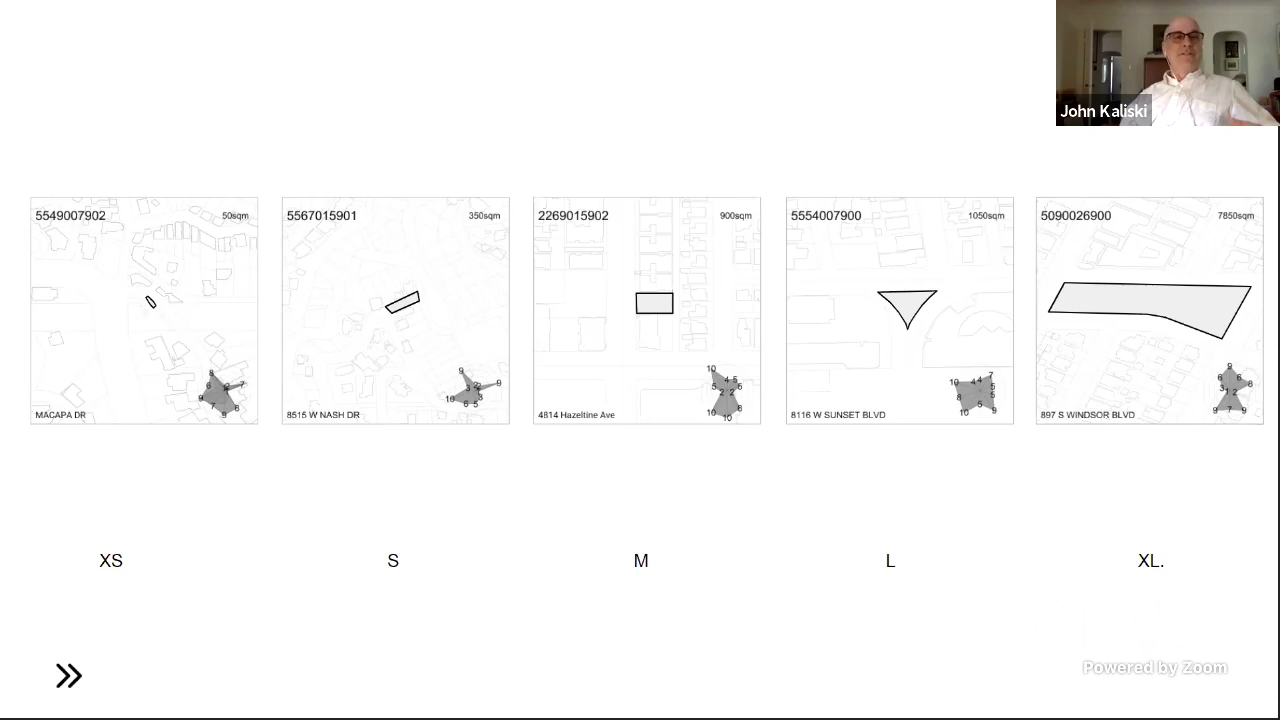 John Kaliski
5549007902 50sqm
MACAPA DR
5567015901 350sqm
8515 W NASH DR
2269015902 900sqm
4814 Hazeltine Ave
5554007900 1050sqm
8116 W SUNSET BLVD
5090026900 7850sqm
897 S WINDSOR BLVD
XS
S
M
L
XL.
Powered by Zoom